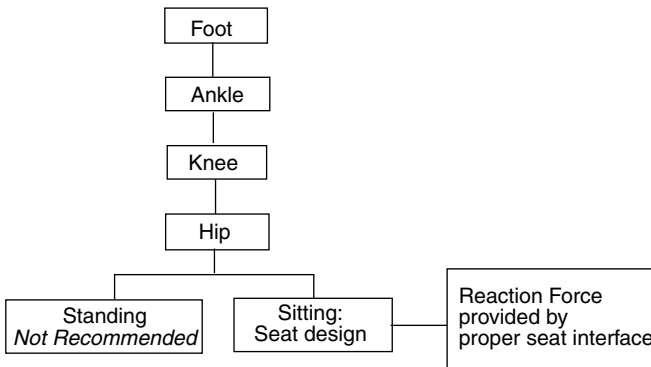 Foot
Ankle
Knee
Hip
Standing
Not Recommended
Sitting:
Seat design
Reaction Force
provided by
proper seat interface